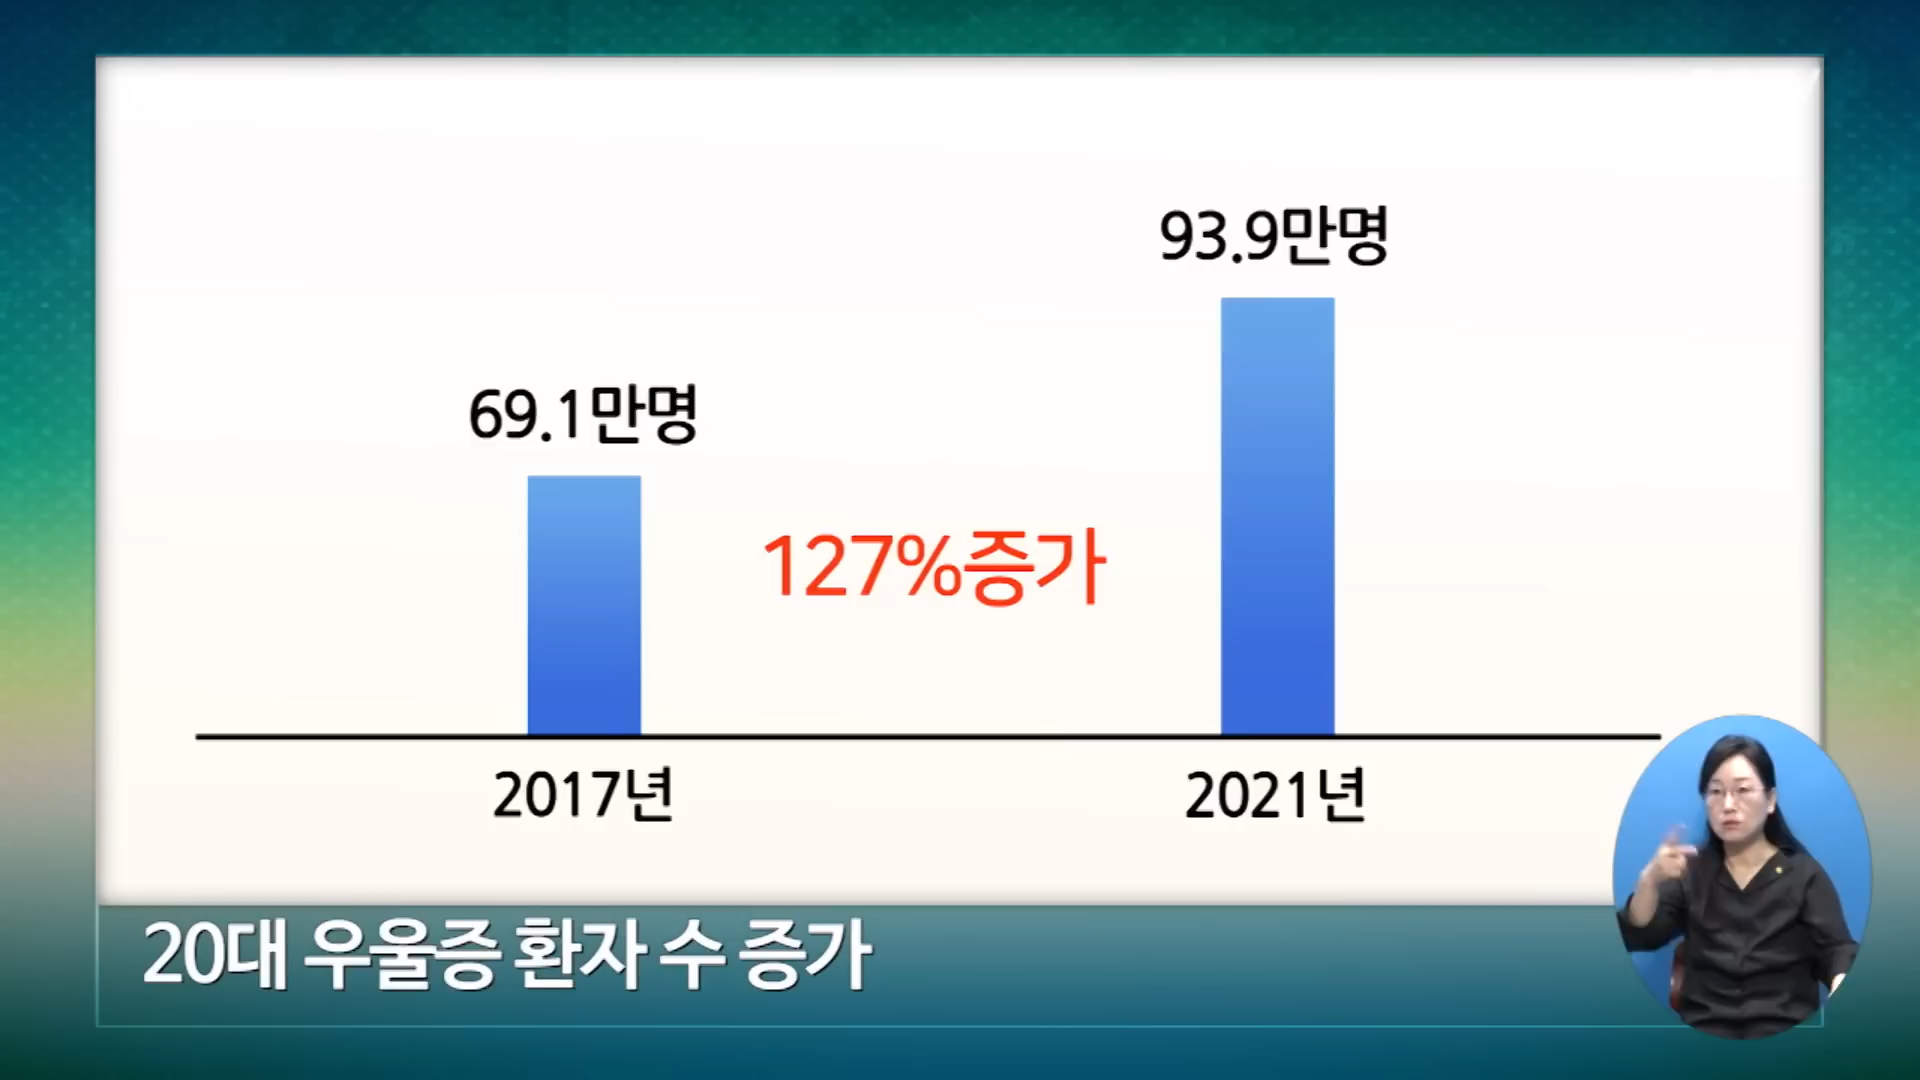 93.9만명
69.1만명
127%증가
2017년
2021년
20대 우울증 환자 수 증가